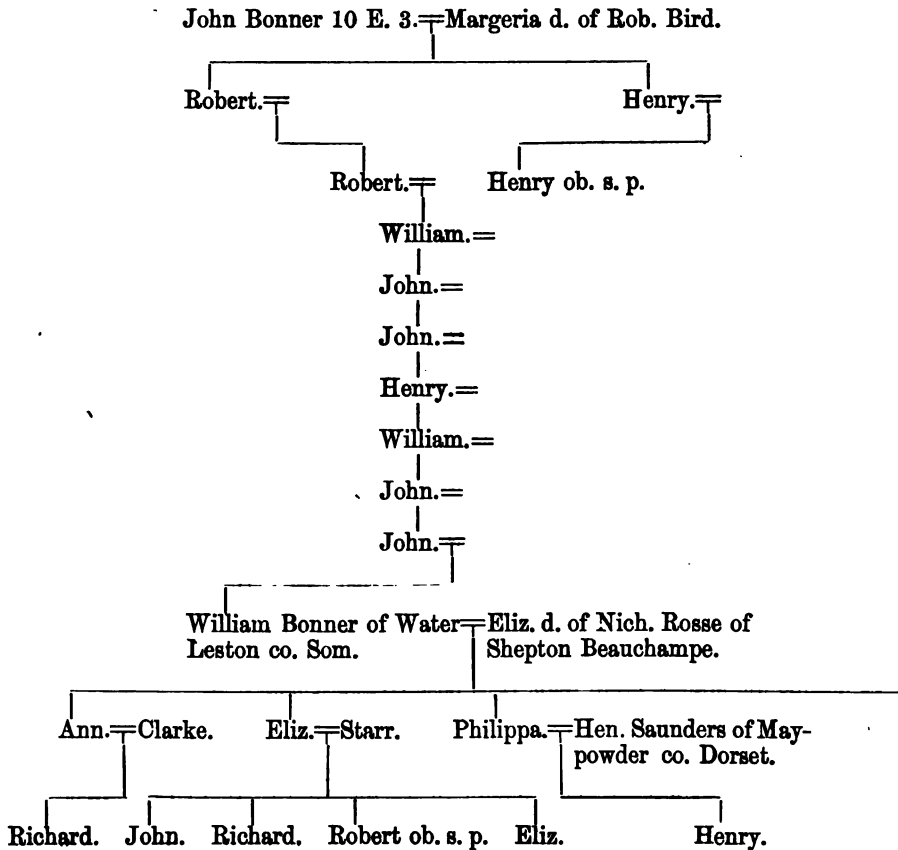 John Bonner 10 E. 3.=Margeria d. of Rob. Bird.
Robert.= Henry.=
Robert.= Henry ob. s. p.
William.=
John.=
John.=
Henry.=
William.=
John.=
John.=
William Bonner of Water=Eliz. d. of Nich. Rosse of
Leston co. Som. Shepton Beauchampe.
Ann.=Clarke. Eliz.=Starr. Philippa.=Hen. Saunders of May-
powder co. Dorset.
Richard. John. Richard. Robert ob. s. p. Eliz. Henry.